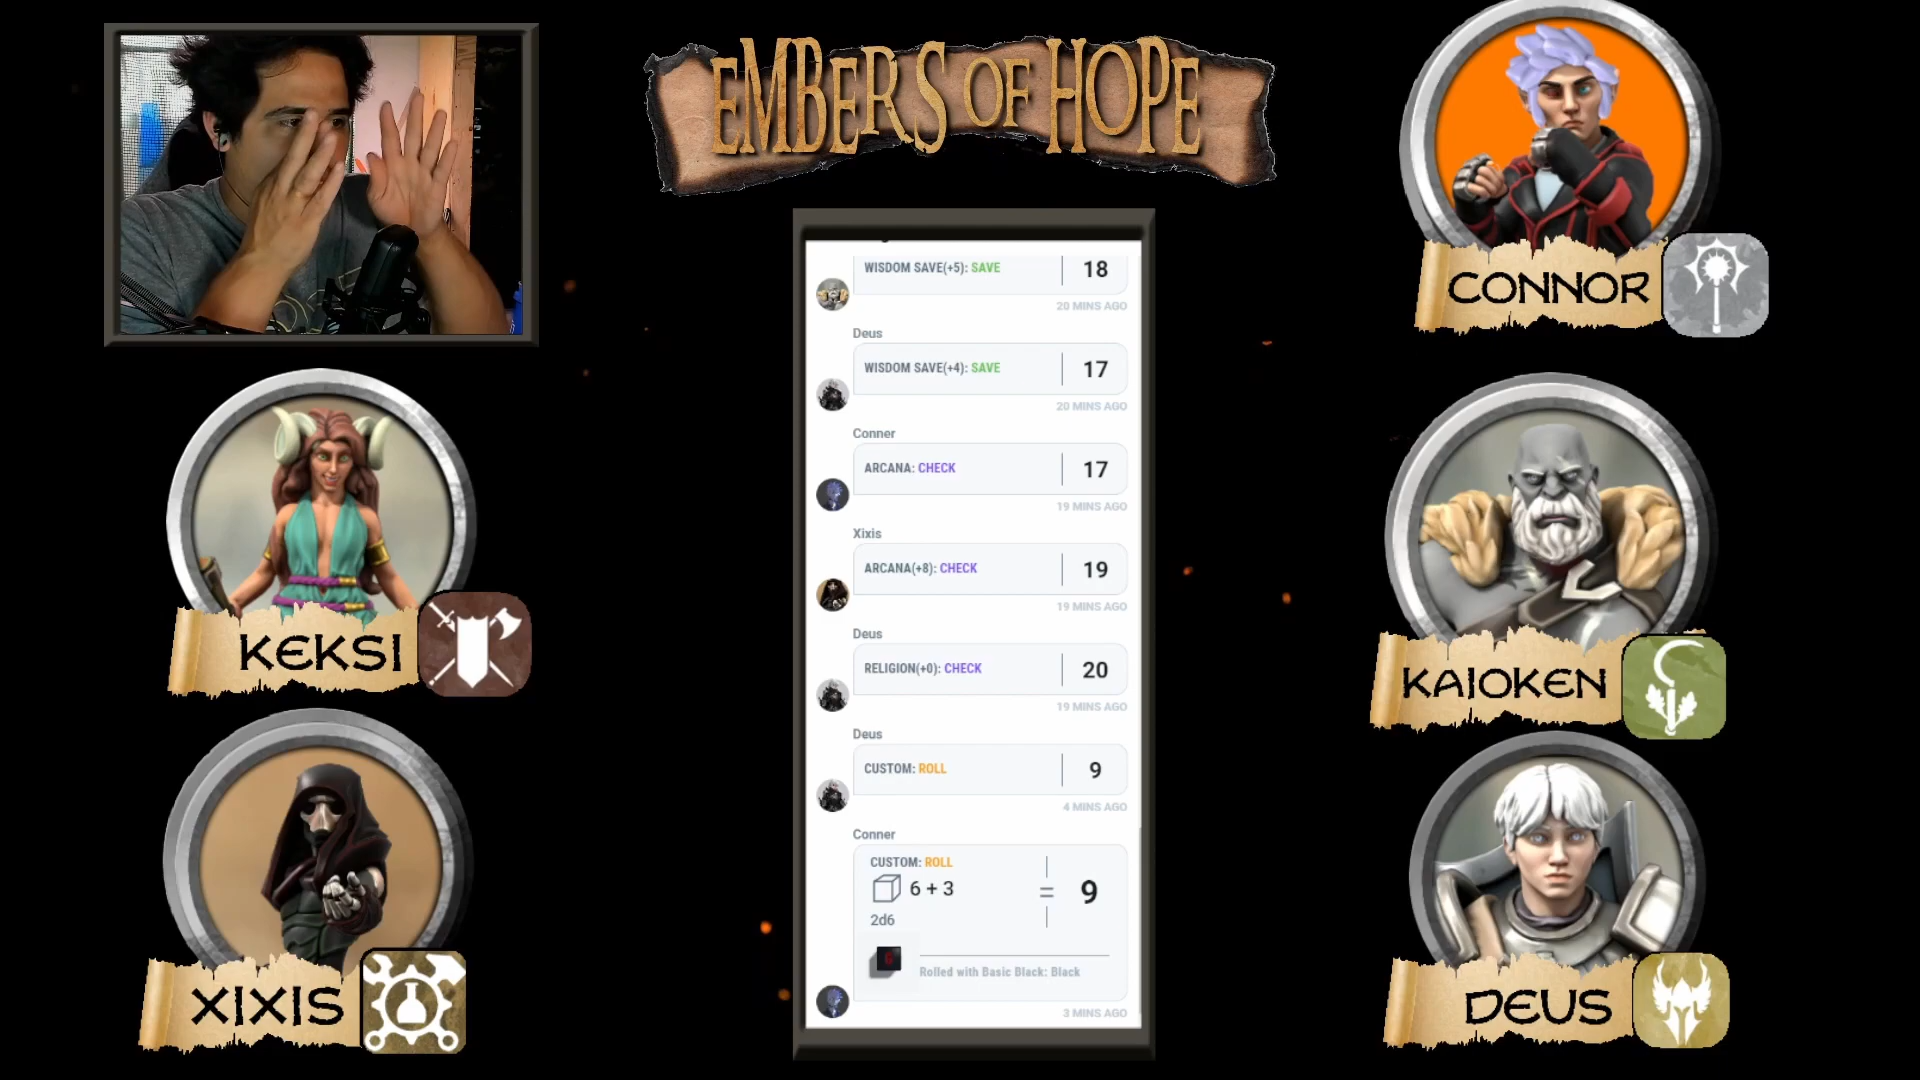 EMBERS OF HOPE
CONNOR
KEKSI
KAIOKEN
XIXIS
DEUS
WISDOM SAVE(+5): SAVE
18
20 MINS AGO
Deus
WISDOM SAVE(+4): SAVE
17
20 MINS AGO
Conner
ARCANA: CHECK
17
19 MINS AGO
Xixis
ARCANA(+8): CHECK
19
19 MINS AGO
Deus
RELIGION(+0): CHECK
20
19 MINS AGO
Deus
CUSTOM: ROLL
9
4 MINS AGO
Conner
CUSTOM: ROLL
6 + 3
=
9
2d6
6
Rolled with Basic Black: Black
3 MINS AGO